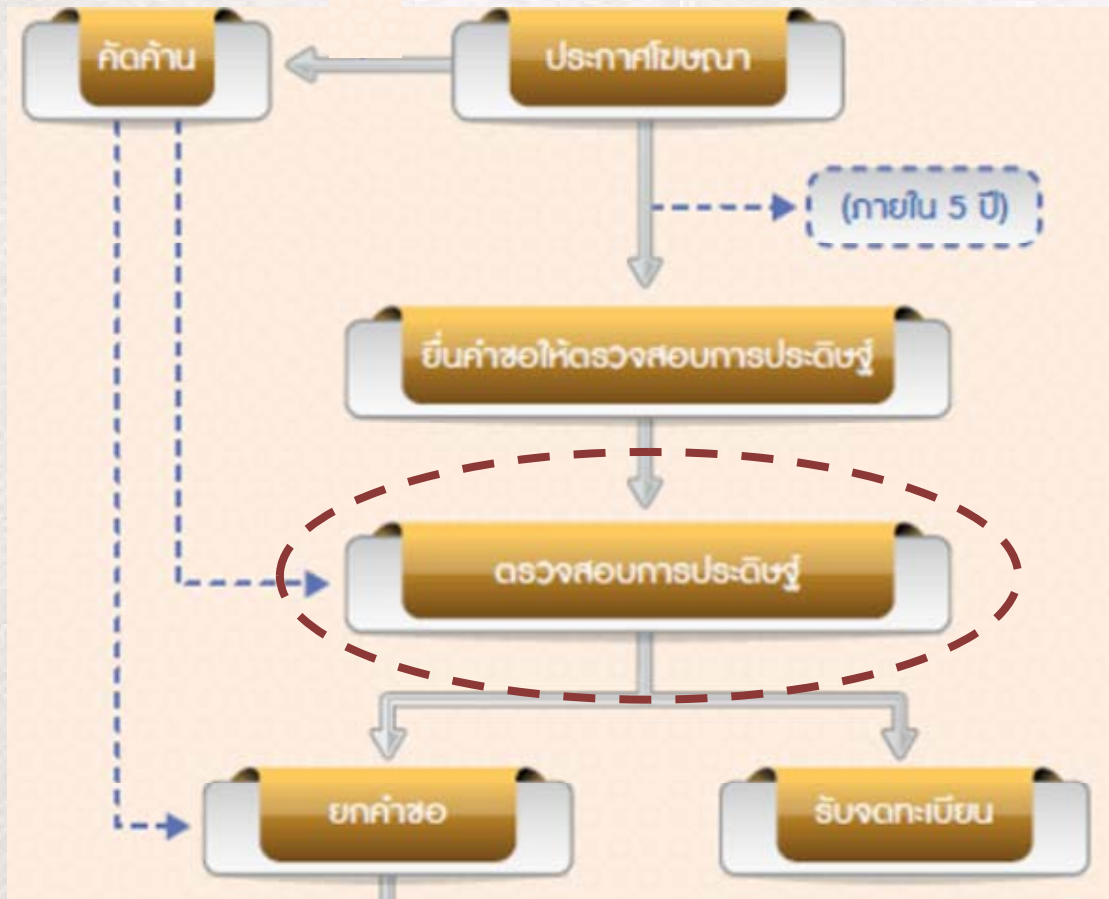 คัดค้าน
ประกาศโฆษณา
(ภายใน 5 ปี)
ยื่นคำขอให้ตรวจสอบการประดิษฐ์
ตรวจสอบการประดิษฐ์
ยกคำขอ
รับจดทะเบียน